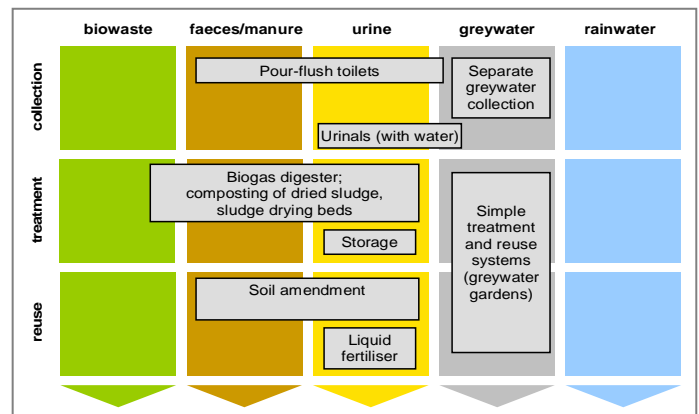 biowaste faeces/manure urine greywater rainwater
collection
Pour-flush toilets
Separate
greywater
collection
Urinals (with water)
treatment
Biogas digester;
composting of dried sludge,
sludge drying beds
Storage
Simple
treatment
and reuse
systems
(greywater
gardens)
reuse
Soil amendment
Liquid
fertiliser